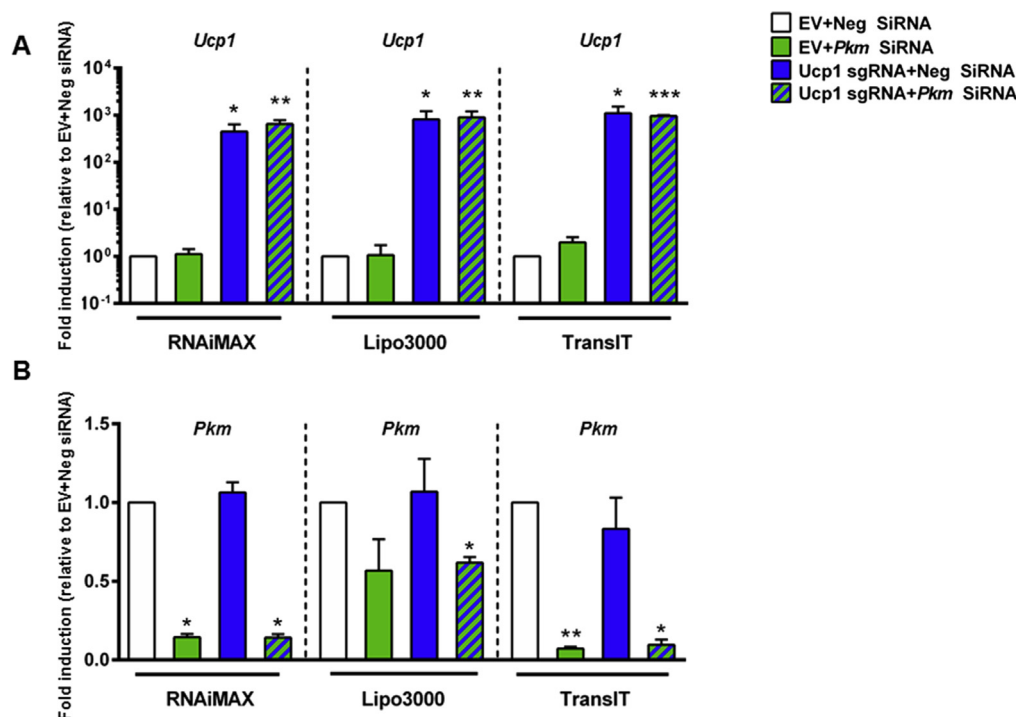 A
Ucp1
Ucp1
Ucp1
EV+Neg SiRNA
EV+Pkm SiRNA
Ucp1 sgRNA+Neg SiRNA
Ucp1 sgRNA+Pkm SiRNA
Fold induction (relative to EV+Neg siRNA)
10^4
10^3
10^2
10^1
10^0
10^-1
*
**
*
**
*
***
RNAiMAX
Lipo3000
TransIT
B
Pkm
Pkm
Pkm
Fold induction (relative to EV+Neg siRNA)
1.5
1.0
0.5
0.0
*
*
*
**
*
RNAiMAX
Lipo3000
TransIT